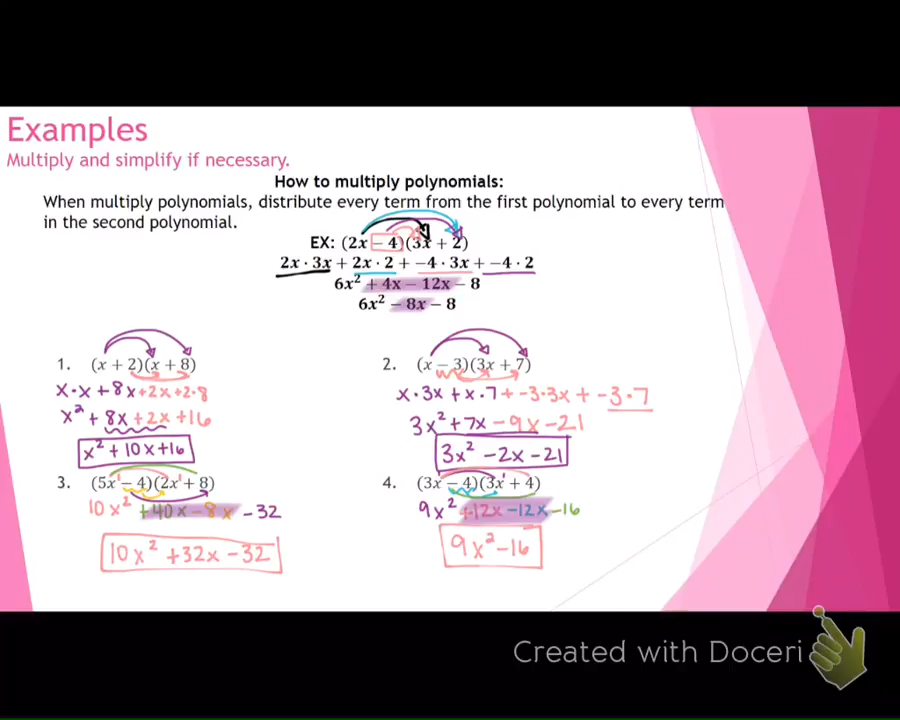 Examples
Multiply and simplify if necessary.
How to multiply polynomials:
When multiply polynomials, distribute every term from the first polynomial to every term
in the second polynomial.
EX: (2x − 4)(3x + 2)
2x · 3x + 2x · 2 + −4 · 3x + −4 · 2
6x² + 4x − 12x − 8
6x² − 8x − 8
1. (x + 2)(x + 8)
x·x + 8x + 2x + 2·8
x² + 8x + 2x + 16
x² + 10x + 16
2. (x − 3)(3x + 7)
x·3x + x·7 + -3·3x + -3·7
3x² + 7x − 9x − 21
3x² − 2x − 21
3. (5x¹ − 4)(2x¹ + 8)
10x² + 40x − 8x − 32
10x² + 32x − 32
4. (3x − 4)(3x¹ + 4)
9x² + 12x − 12x − 16
9x² − 16
Created with Doceri